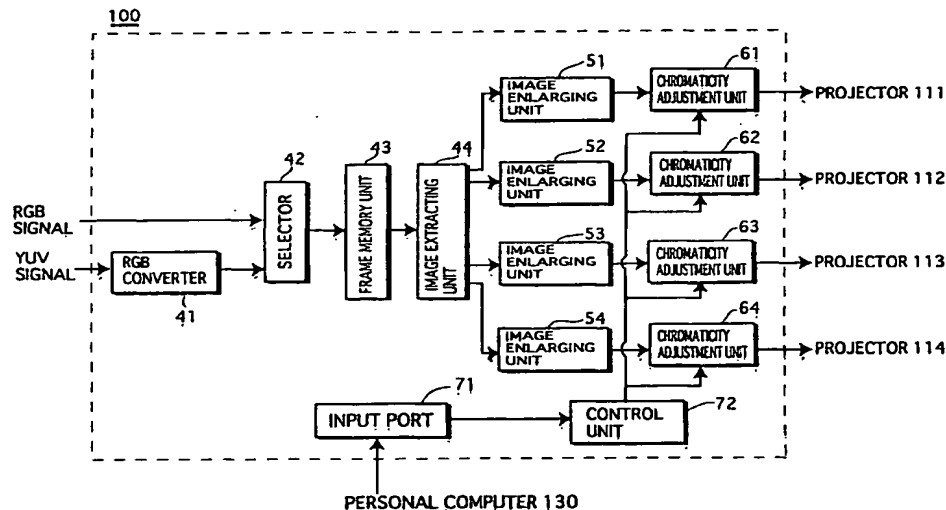 100
RGB
SIGNAL
YUV
SIGNAL
RGB
CONVERTER
41
42
SELECTOR
43
FRAME MEMORY UNIT
44
IMAGE EXTRACTING
UNIT
51
IMAGE
ENLARGING
UNIT
61
CHROMATICITY
ADJUSTMENT UNIT
PROJECTOR 111
52
IMAGE
ENLARGING
UNIT
62
CHROMATICITY
ADJUSTMENT UNIT
PROJECTOR 112
53
IMAGE
ENLARGING
UNIT
63
CHROMATICITY
ADJUSTMENT UNIT
PROJECTOR 113
54
IMAGE
ENLARGING
UNIT
64
CHROMATICITY
ADJUSTMENT UNIT
PROJECTOR 114
71
INPUT PORT
CONTROL
UNIT
72
PERSONAL COMPUTER 130